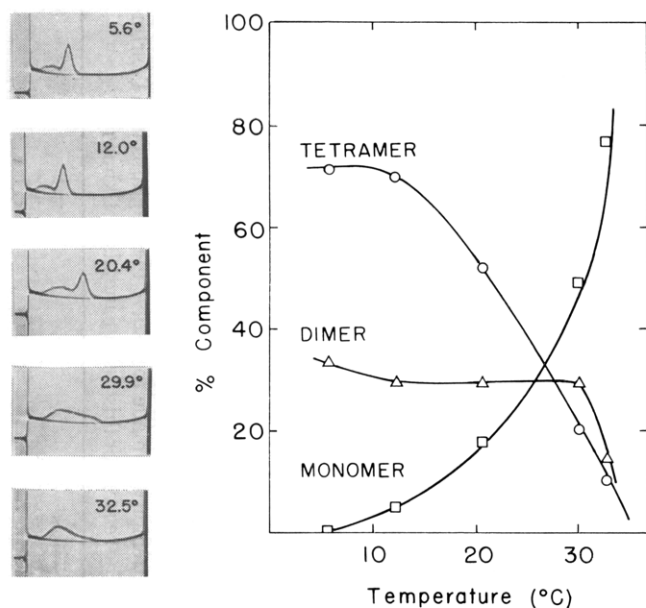 5.6°
12.0°
20.4°
29.9°
32.5°
100
80
60
40
20
% Component
TETRAMER
DIMER
MONOMER
10
20
30
Temperature (°C)